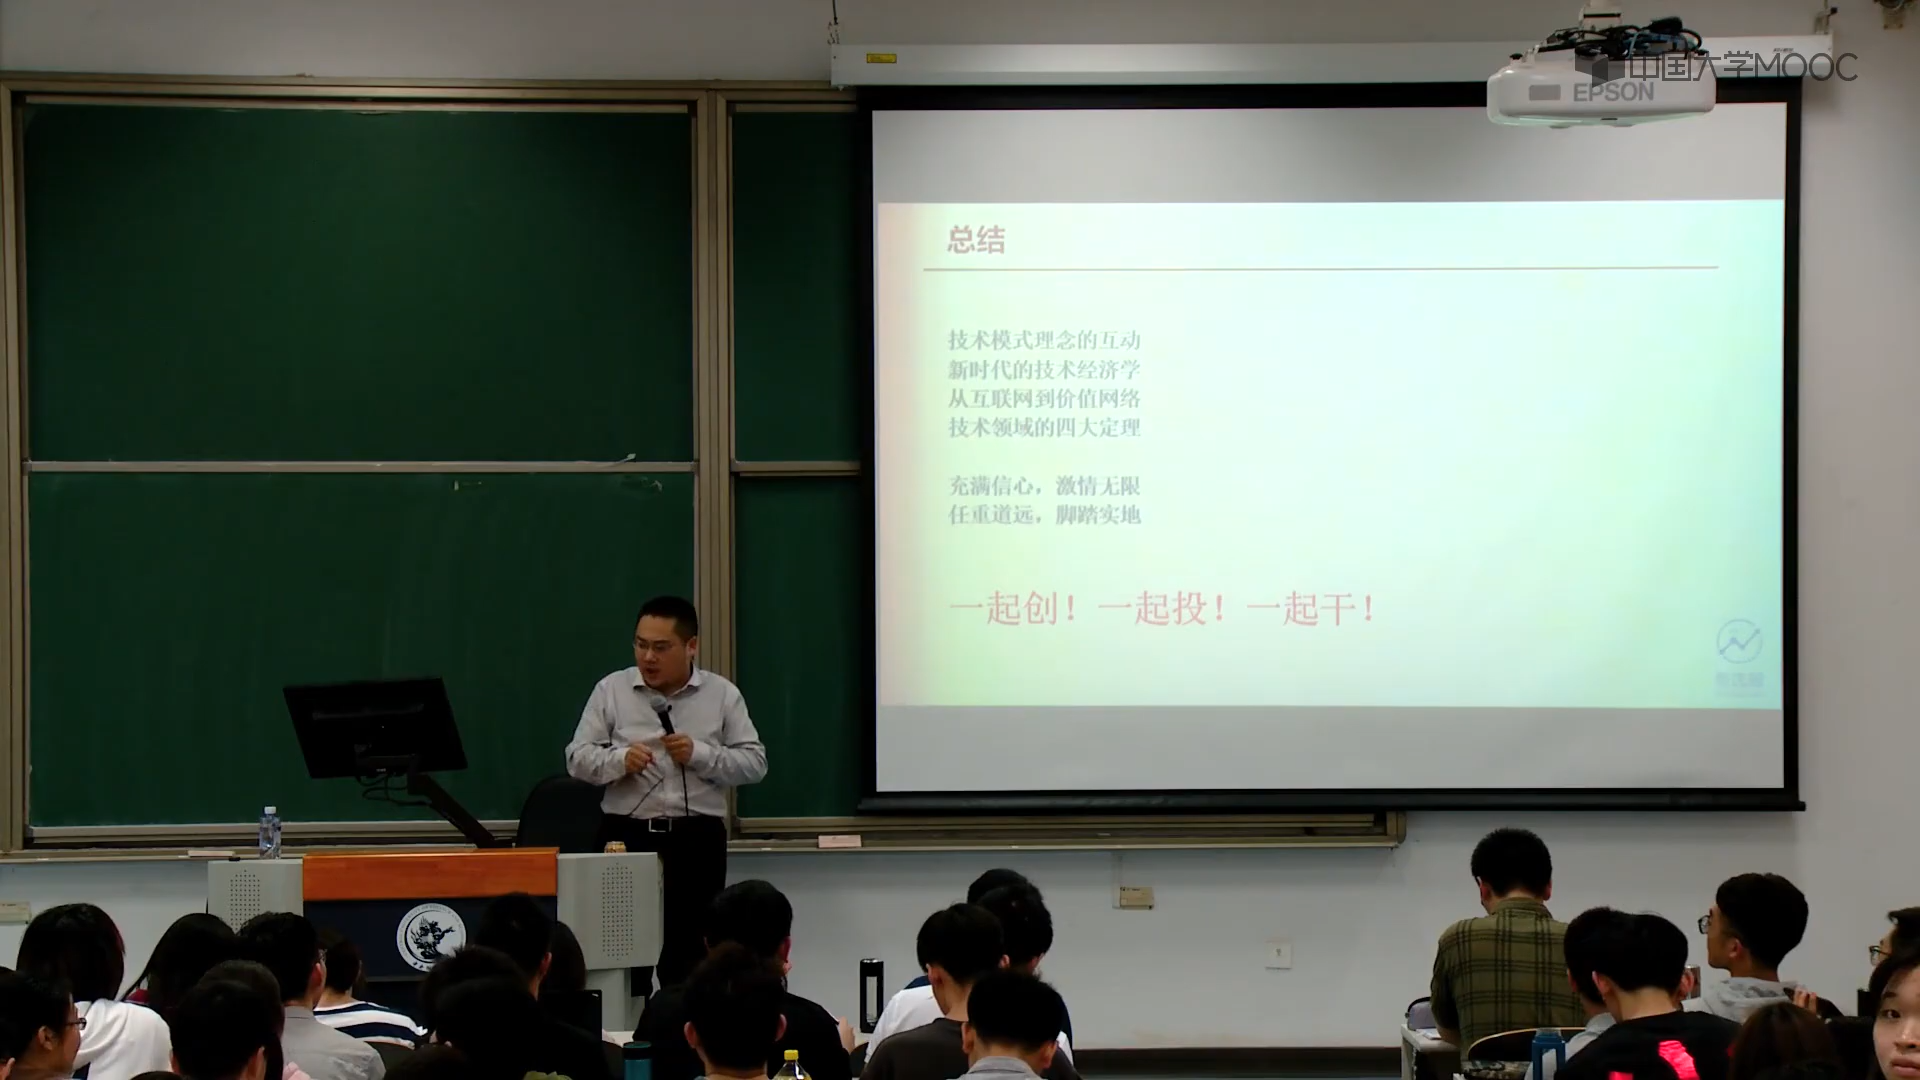 中国大学MOOC
EPSON
总结
技术模式理念的互动
新时代的技术经济学
从互联网到价值网络
技术领域的四大定理
充满信心，激情无限
任重道远，脚踏实地
一起创！一起投！一起干！